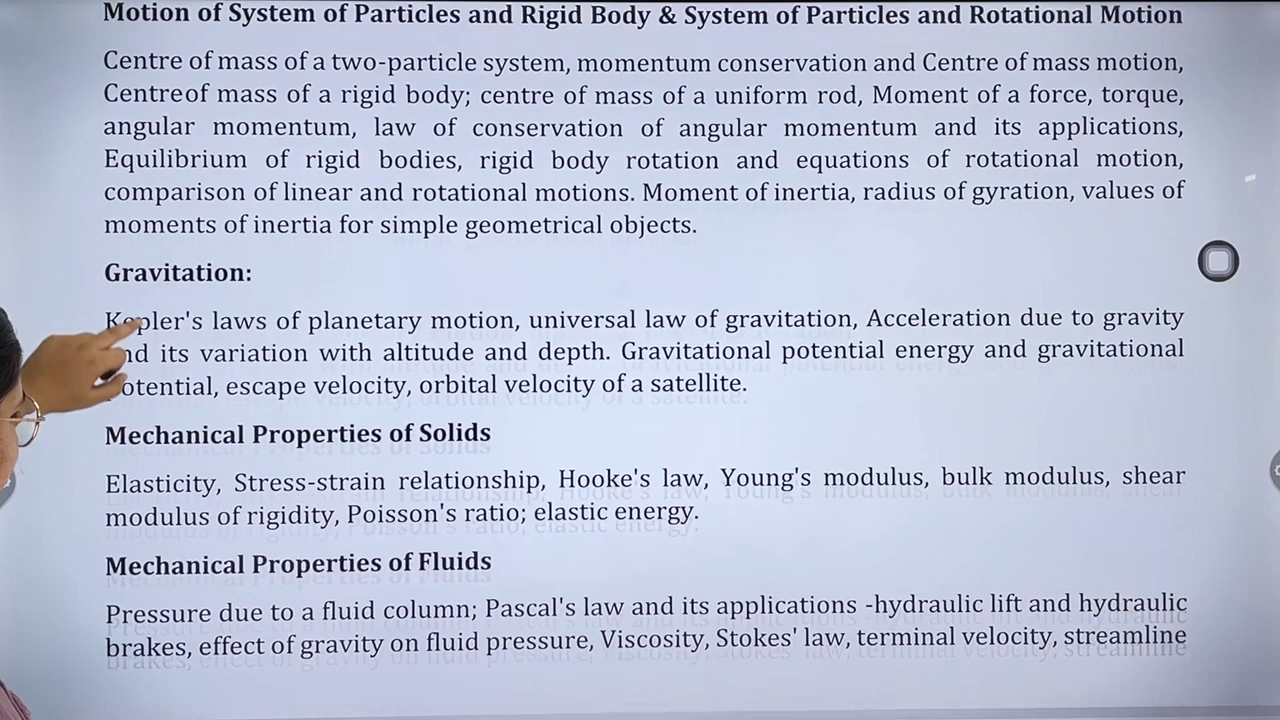 Motion of System of Particles and Rigid Body & System of Particles and Rotational Motion
Centre of mass of a two-particle system, momentum conservation and Centre of mass motion,
Centreof mass of a rigid body; centre of mass of a uniform rod, Moment of a force, torque,
angular momentum, law of conservation of angular momentum and its applications,
Equilibrium of rigid bodies, rigid body rotation and equations of rotational motion,
comparison of linear and rotational motions. Moment of inertia, radius of gyration, values of
moments of inertia for simple geometrical objects.
Gravitation:
Kepler's laws of planetary motion, universal law of gravitation, Acceleration due to gravity
and its variation with altitude and depth. Gravitational potential energy and gravitational
potential, escape velocity, orbital velocity of a satellite.
Mechanical Properties of Solids
Elasticity, Stress-strain relationship, Hooke's law, Young's modulus, bulk modulus, shear
modulus of rigidity, Poisson's ratio; elastic energy.
Mechanical Properties of Fluids
Pressure due to a fluid column; Pascal's law and its applications -hydraulic lift and hydraulic
brakes, effect of gravity on fluid pressure, Viscosity, Stokes' law, terminal velocity, streamline